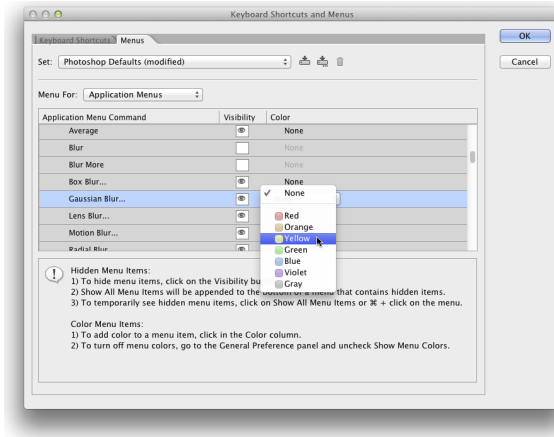 Keyboard Shortcuts and Menus
Keyboard Shortcuts Menus
OK
Set: Photoshop Defaults (modified)
Cancel
Menu For: Application Menus
Application Menu Command Visibility Color
Average None
Blur None
Blur More None
Box Blur... None
Gaussian Blur...
Lens Blur...
Motion Blur...
Radial Blur
✓ None
Red
Orange
Yellow
Green
Blue
Violet
Gray
Hidden Menu Items:
1) To hide menu items, click on the Visibility bu
2) Show All Menu Items will be appended to the bottom of a menu that contains hidden items.
3) To temporarily see hidden menu items, click on Show All Menu Items or ⌘ + click on the menu.
Color Menu Items:
1) To add color to a menu item, click in the Color column.
2) To turn off menu colors, go to the General Preference panel and uncheck Show Menu Colors.